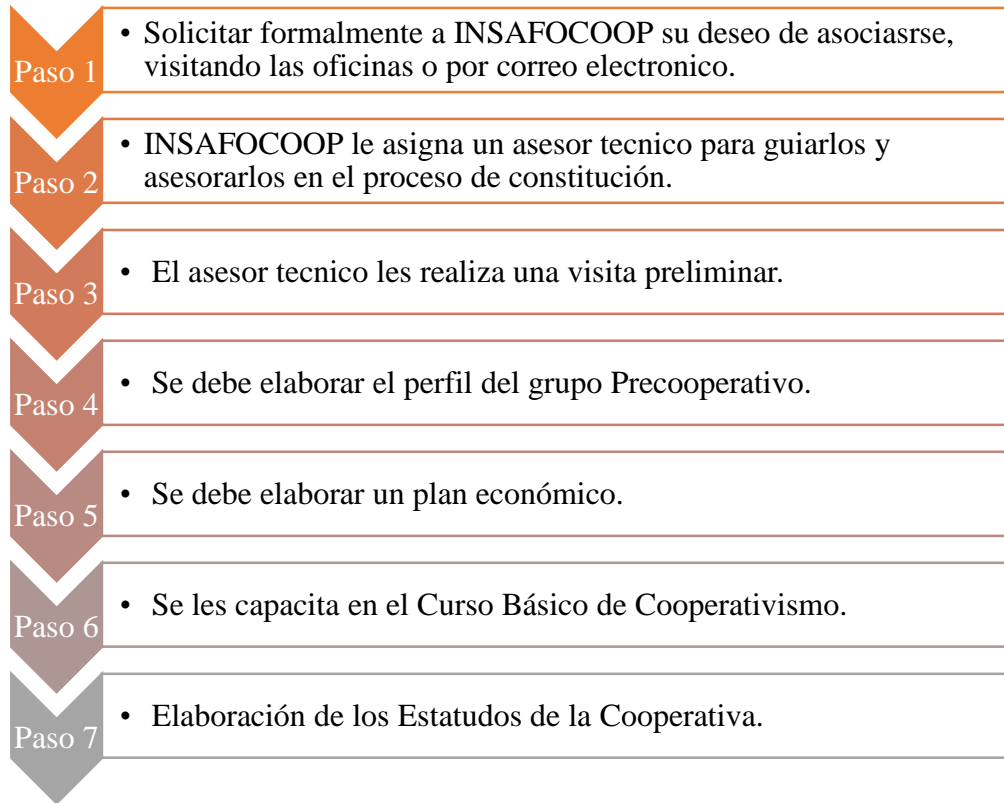 Paso 1
• Solicitar formalmente a INSAFOCOOP su deseo de asociasrse,
visitando las oficinas o por correo electronico.
Paso 2
• INSAFOCOOP le asigna un asesor tecnico para guiarlos y
asesorarlos en el proceso de constitución.
Paso 3
• El asesor tecnico les realiza una visita preliminar.
Paso 4
• Se debe elaborar el perfil del grupo Precooperativo.
Paso 5
• Se debe elaborar un plan económico.
Paso 6
• Se les capacita en el Curso Básico de Cooperativismo.
Paso 7
• Elaboración de los Estatudos de la Cooperativa.